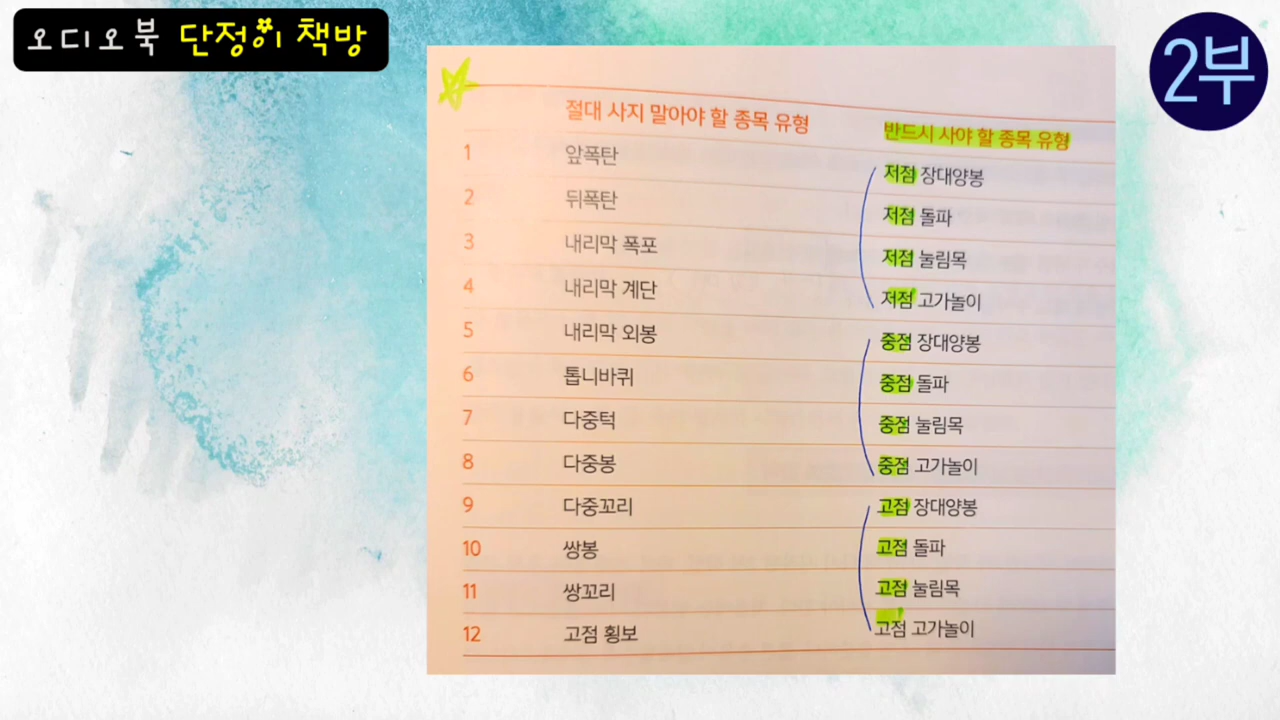 오디오북 단정히 책방
2부
절대 사지 말아야 할 종목 유형 반드시 사야 할 종목 유형
1 앞폭탄 저점 장대양봉
2 뒤폭탄 저점 돌파
3 내리막 폭포 저점 눌림목
4 내리막 계단 저점 고가놀이
5 내리막 외봉 중점 장대양봉
6 톱니바퀴 중점 돌파
7 다중턱 중점 눌림목
8 다중봉 중점 고가놀이
9 다중꼬리 고점 장대양봉
10 쌍봉 고점 돌파
11 쌍꼬리 고점 눌림목
12 고점 횡보 고점 고가놀이